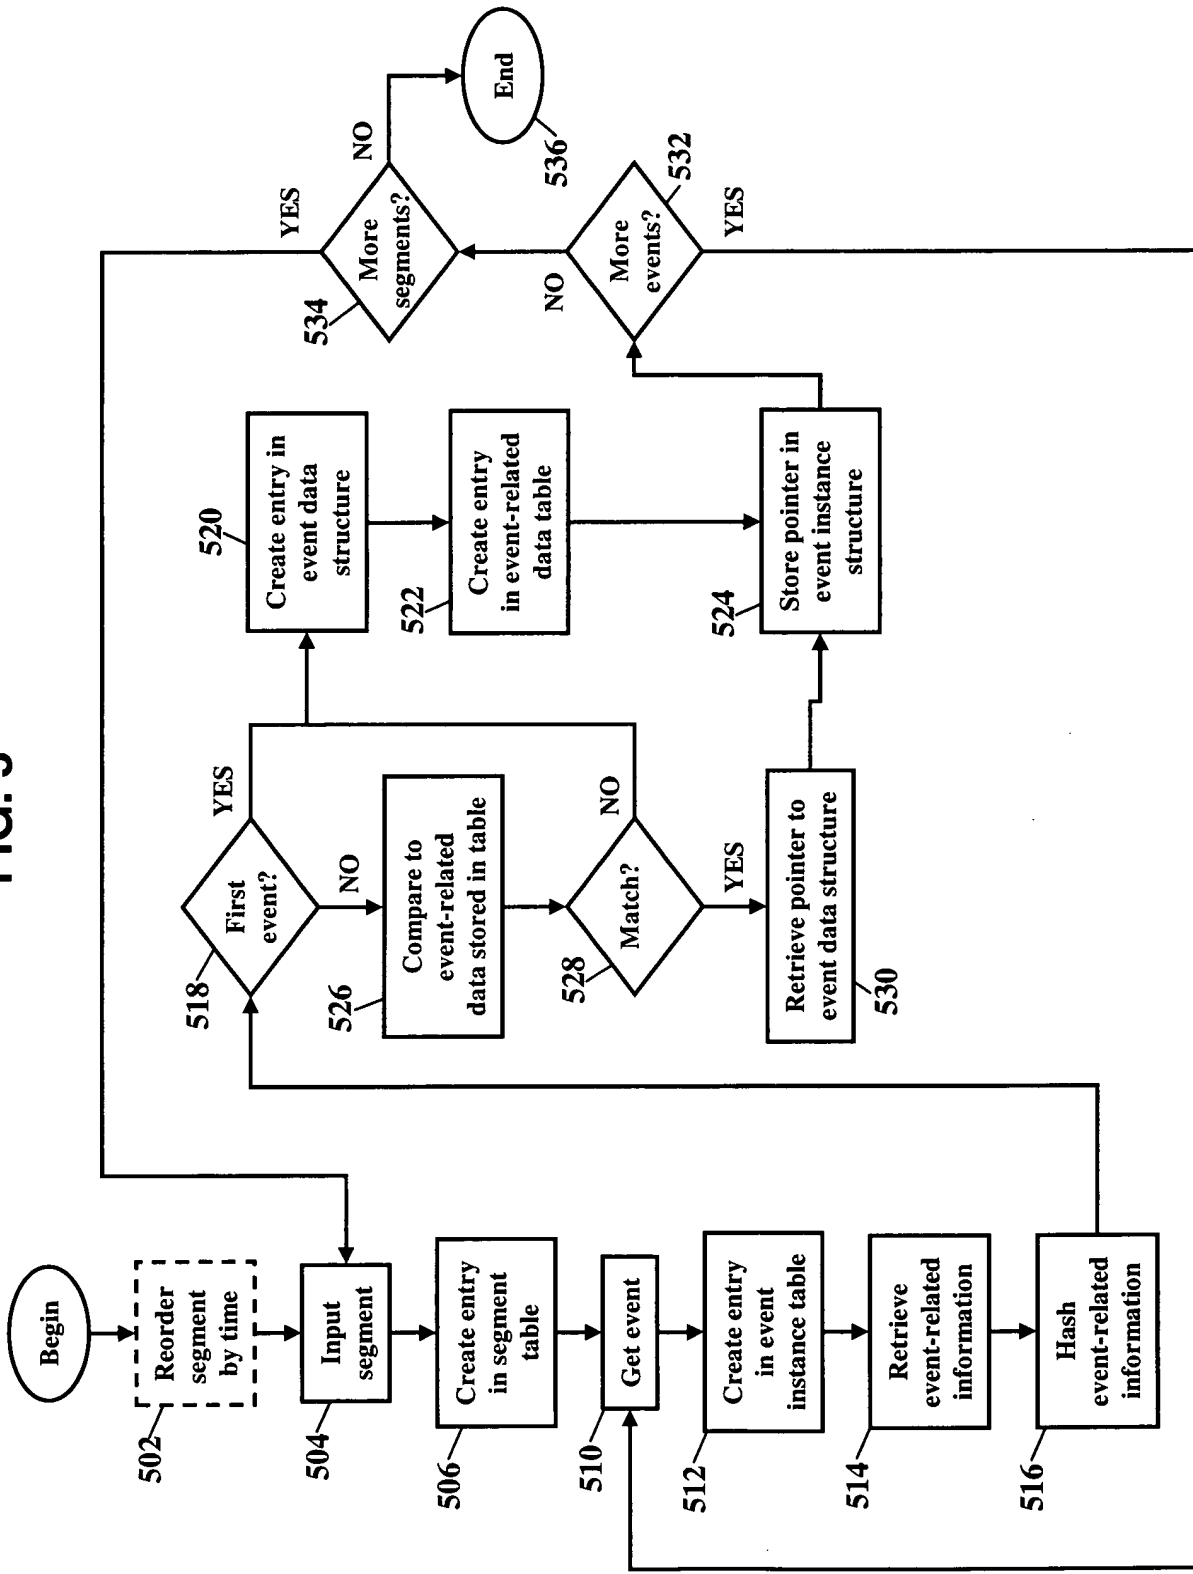 FIG. 5
Begin
Reorder
segment
by time
502
Input
segment
504
Create entry
in segment
table
506
Get event
510
Create entry
in event
instance table
512
Retrieve
event-related
information
514
Hash
event-related
information
516
First
event?
518
YES
NO
Compare to
event-related
data stored in table
526
Match?
528
NO
YES
Retrieve pointer to
event data structure
530
Create entry in
event data
structure
520
Create entry
in event-related
data table
522
Store pointer in
event instance
structure
524
More
events?
532
NO
YES
More
segments?
534
YES
NO
End
536